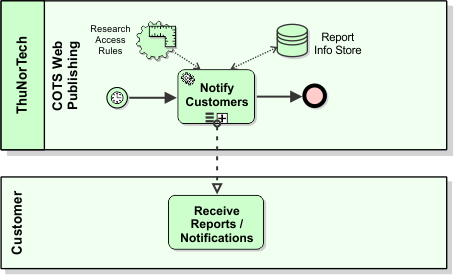 ThuNorTech
COTS Web
Publishing
Research
Access
Rules
Report
Info Store
Notify
Customers
Customer
Receive
Reports /
Notifications